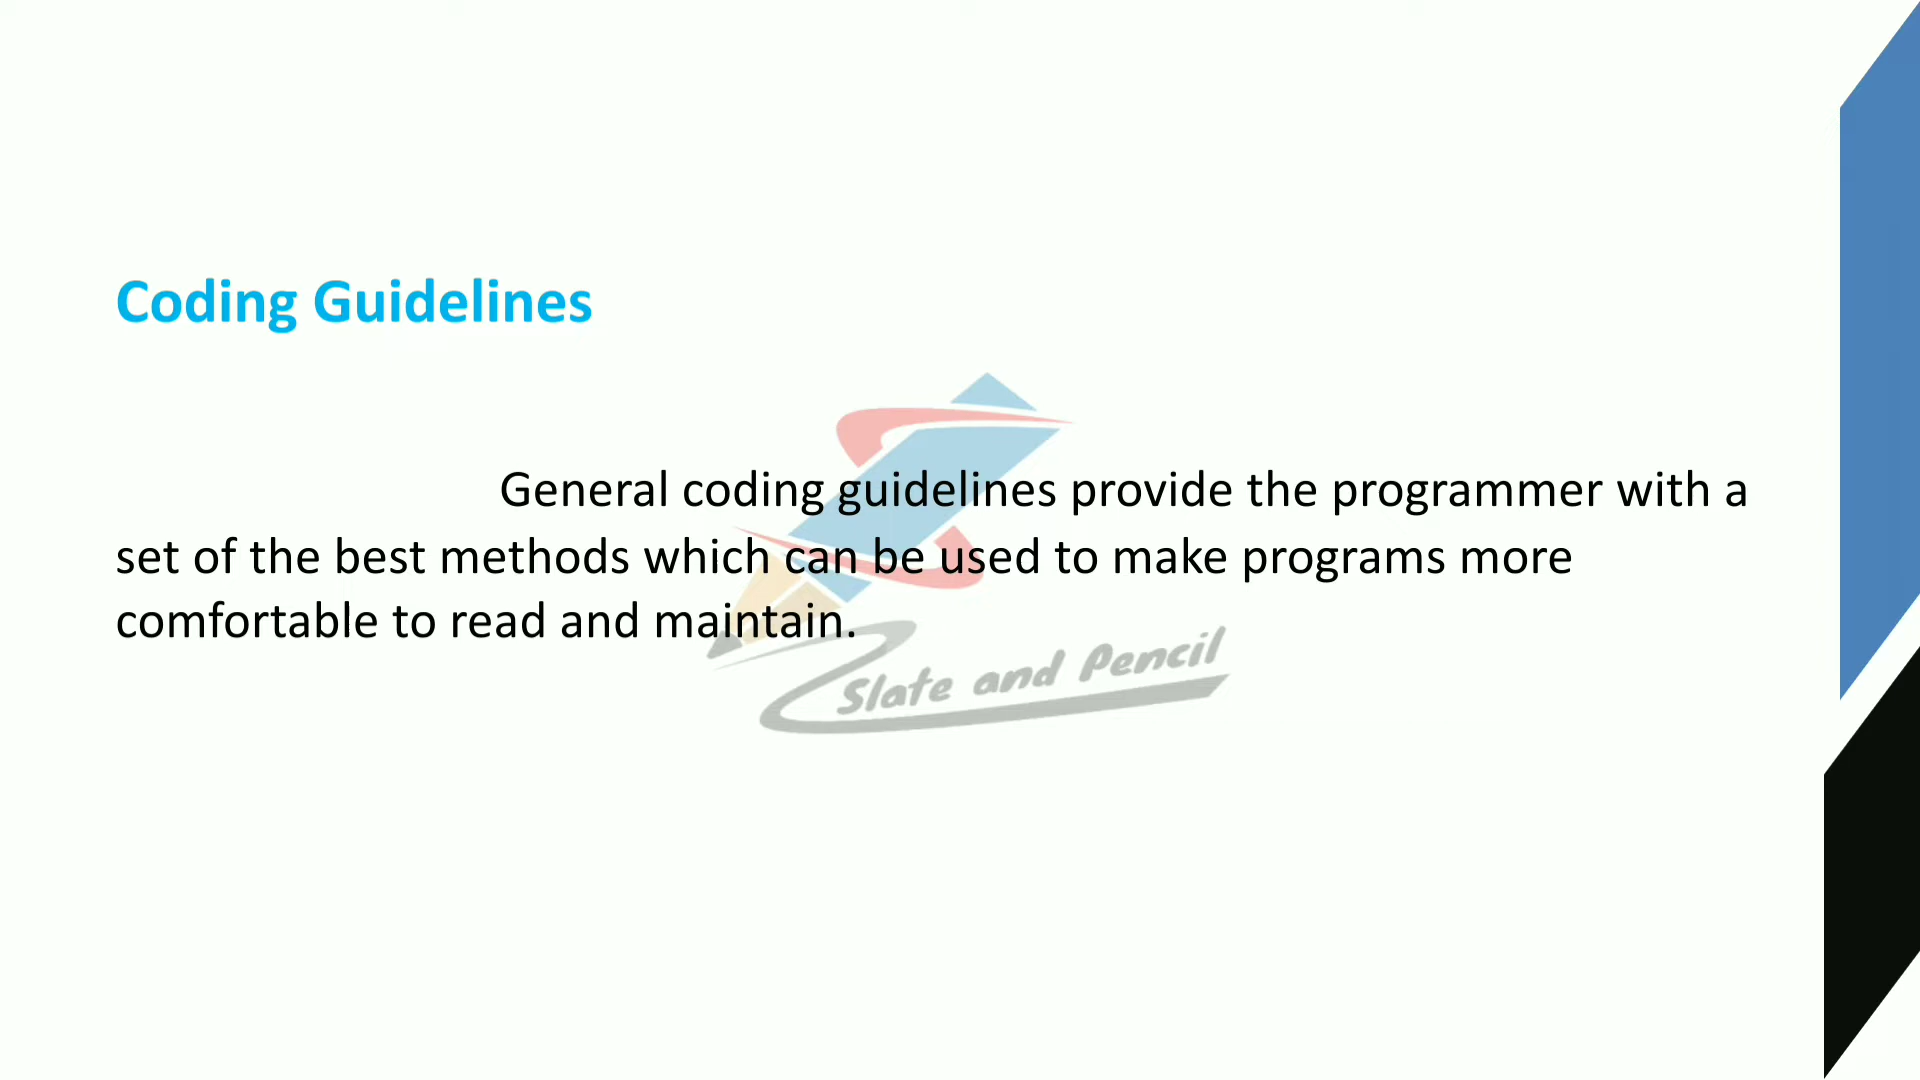 Coding Guidelines
General coding guidelines provide the programmer with a
set of the best methods which can be used to make programs more
comfortable to read and maintain.
Slate and Pencil